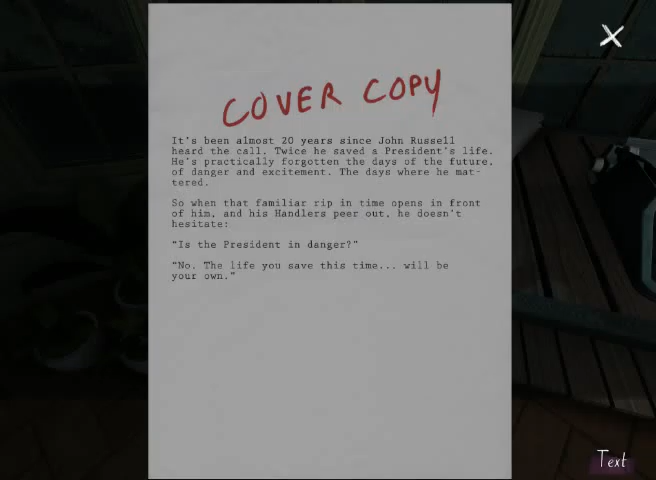 COVER COPY
It's been almost 20 years since John Russell
heard the call. Twice he saved a President's life.
He's practically forgotten the days of the future,
of danger and excitement. The days where he mat-
tered.
So when that familiar rip in time opens in front
of him, and his Handlers peer out, he doesn't
hesitate:
"Is the President in danger?"
"No. The life you save this time... will be
your own."
Text